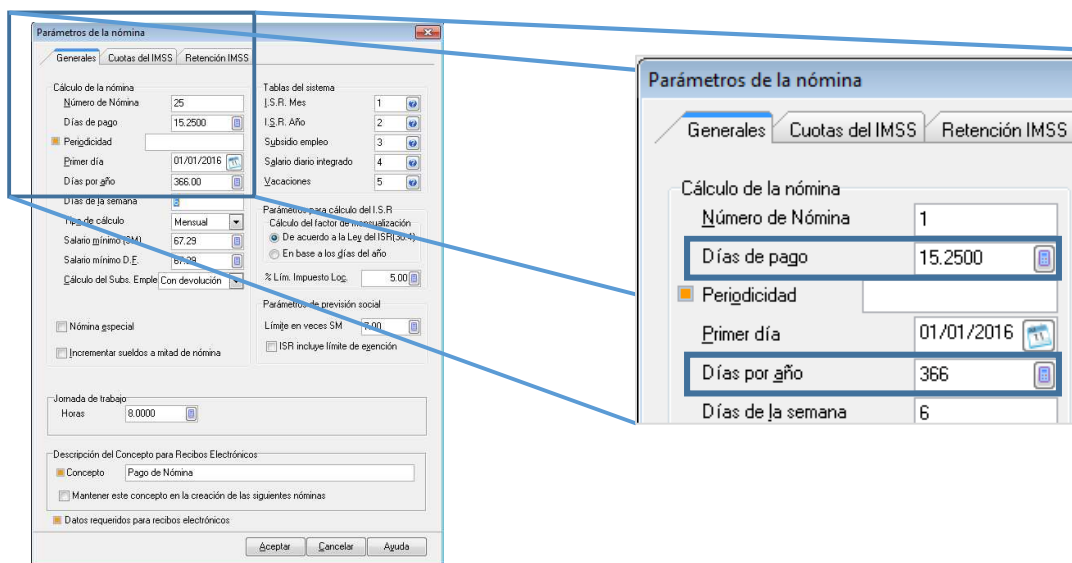 Parámetros de la nómina
Generales Cuotas del IMSS Retención IMSS
Cálculo de la nómina
Número de Nómina 25
Días de pago 15.2500
Periodicidad
Primer día 01/01/2016
Días por año 366.00
Días de la semana
Tipo de cálculo Mensual
Salario mínimo (SM) 67.29
Salario mínimo D.F. 67.29
Cálculo del Subs. Emple Con devolución
Nómina especial
Incrementar sueldos a mitad de nómina
Tablas del sistema
I.S.R. Mes 1
I.S.R. Año 2
Subsidio empleo 3
Salario diario integrado 4
Vacaciones 5
Parámetros para cálculo del I.S.R
Cálculo del factor de mensualización
De acuerdo a la Ley del ISR(30.4)
En base a los días del año
% Lím. Impuesto Loc. 5.00
Parámetros de previsión social
Límite en veces SM 7.00
ISR incluye límite de exención
Jornada de trabajo
Horas 8.0000
Descripción del Concepto para Recibos Electrónicos
Concepto Pago de Nómina
Mantener este concepto en la creación de las siguientes nóminas
Datos requeridos para recibos electrónicos
Aceptar Cancelar Ayuda
Parámetros de la nómina
Generales Cuotas del IMSS Retención IMSS
Cálculo de la nómina
Número de Nómina 1
Días de pago 15.2500
Periodicidad
Primer día 01/01/2016
Días por año 366
Días de la semana 6